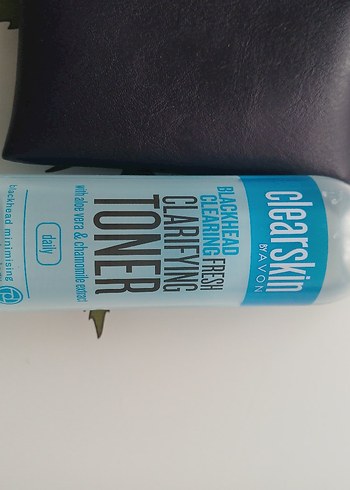 clearskin
BY AVON
BLACKHEAD
CLEARING FRESH
CLARIFYING
TONER
with aloe vera & chamomile extract
daily
blackhead minimising